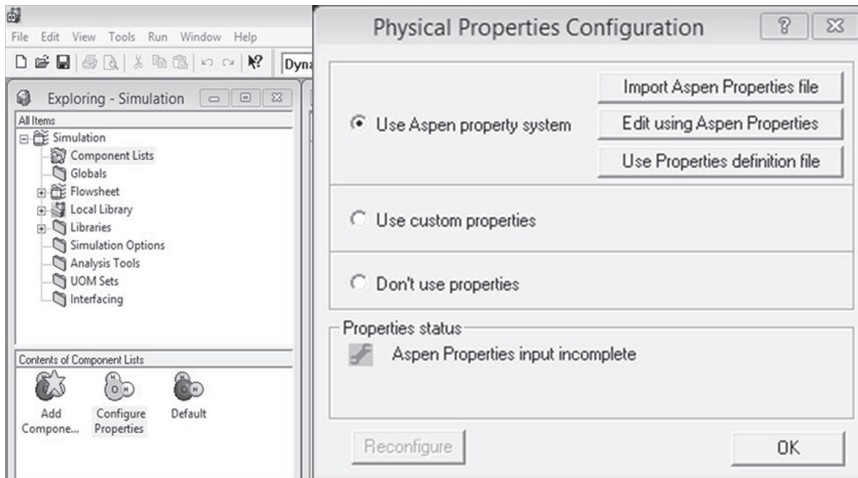 File Edit View Tools Run Window Help
Dyna
Exploring - Simulation
All Items
Simulation
Component Lists
Globals
Flowsheet
Local Library
Libraries
Simulation Options
Analysis Tools
UOM Sets
Interfacing
Contents of Component Lists
Add
Compone...
Configure
Properties
Default
Physical Properties Configuration
Use Aspen property system
Import Aspen Properties file
Edit using Aspen Properties
Use Properties definition file
Use custom properties
Don't use properties
Properties status
Aspen Properties input incomplete
Reconfigure
OK